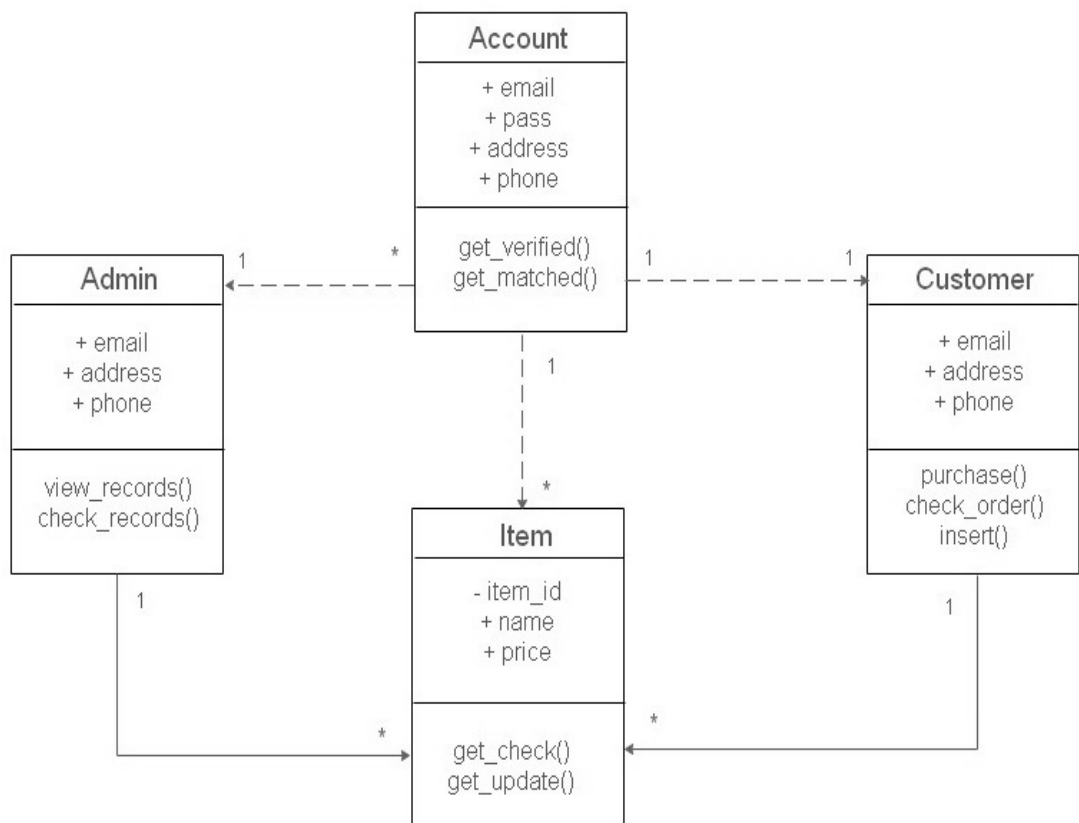 Account
+ email
+ pass
+ address
+ phone
get_verified()
get_matched()
1
*
1
1
Admin
+ email
+ address
+ phone
view_records()
check_records()
1
Customer
+ email
+ address
+ phone
purchase()
check_order()
insert()
1
1
*
Item
- item_id
+ name
+ price
get_check()
get_update()
*
*